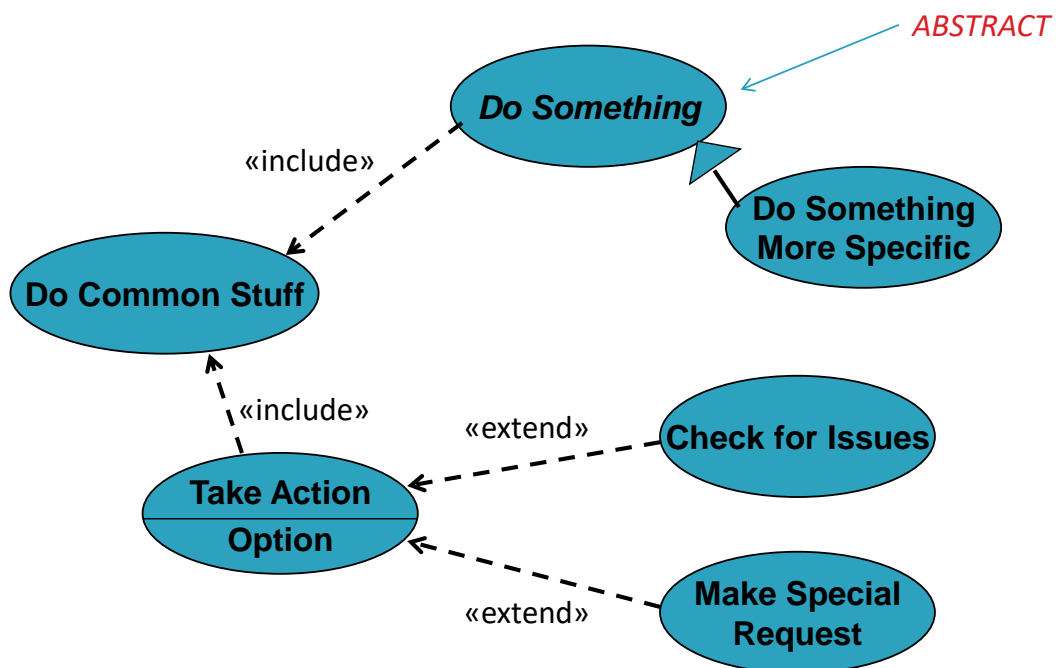 ABSTRACT
Do Something
«include»
Do Something
More Specific
Do Common Stuff
«include»
«extend»
Check for Issues
Take Action
Option
«extend»
Make Special
Request